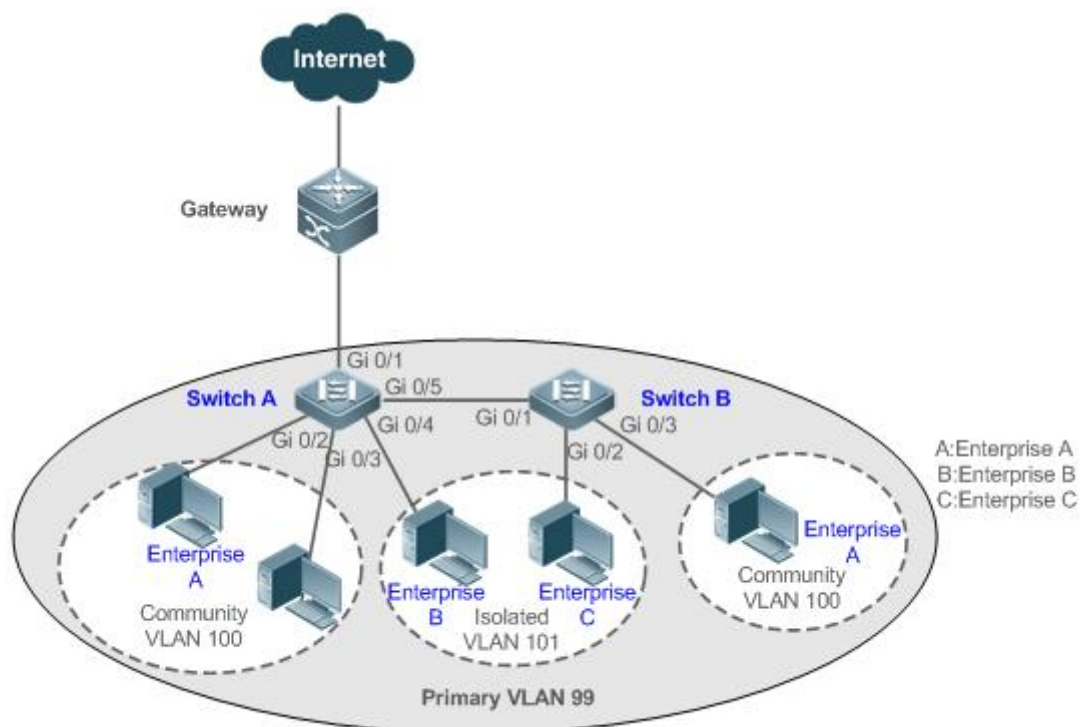 Internet
Gateway
Gi 0/1
Switch A
Gi 0/5
Switch B
Gi 0/4
Gi 0/1
Gi 0/3
Gi 0/2
Gi 0/2
Gi 0/3
A:Enterprise A
B:Enterprise B
C:Enterprise C
Enterprise
A
Community
VLAN 100
Enterprise
B
Isolated
VLAN 101
Enterprise
C
Enterprise
A
Community
VLAN 100
Primary VLAN 99